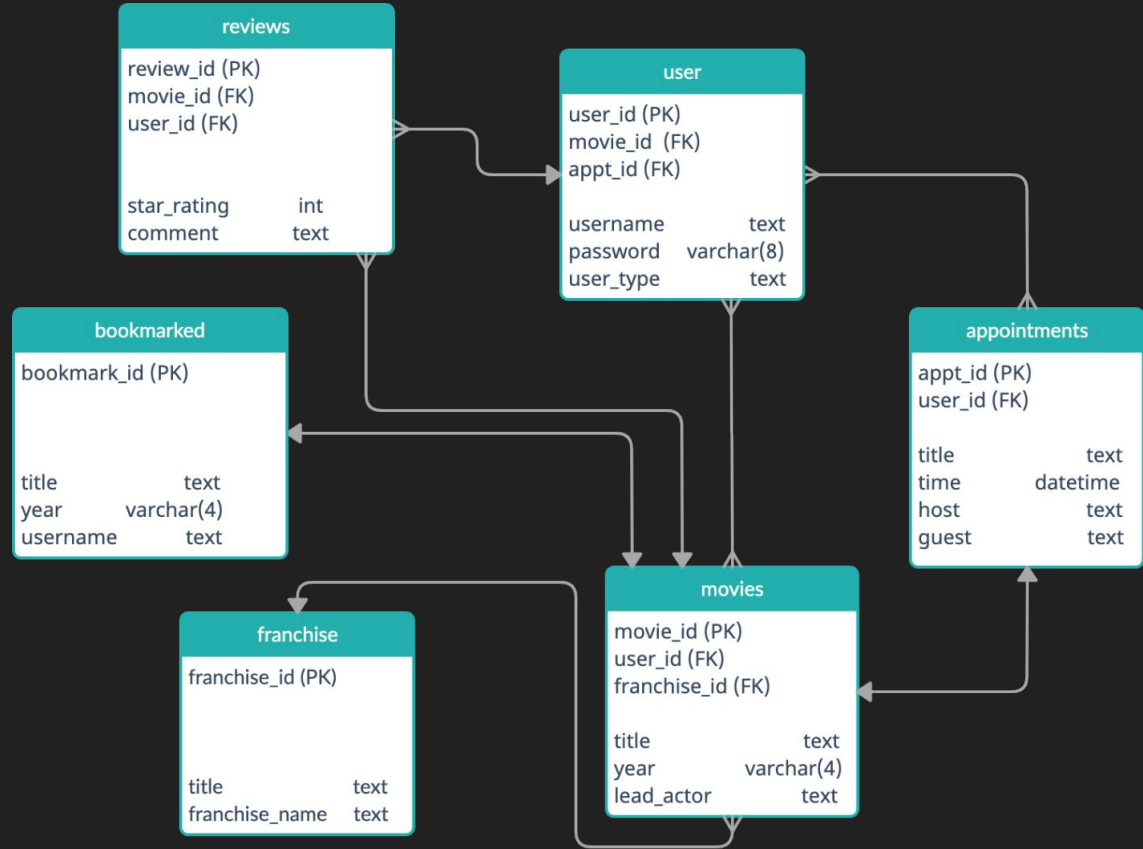 reviews
review_id (PK)
movie_id (FK)
user_id (FK)
star_rating int
comment text
user
user_id (PK)
movie_id (FK)
appt_id (FK)
username text
password varchar(8)
user_type text
bookmarked
bookmark_id (PK)
title text
year varchar(4)
username text
appointments
appt_id (PK)
user_id (FK)
title text
time datetime
host text
guest text
franchise
franchise_id (PK)
title text
franchise_name text
movies
movie_id (PK)
user_id (FK)
franchise_id (FK)
title text
year varchar(4)
lead_actor text